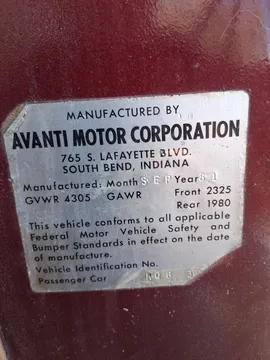 MANUFACTURED BY
AVANTI MOTOR CORPORATION
765 S. LAFAYETTE BLVD.
SOUTH BEND, INDIANA
Manufactured: Month SEP Year 81
GVWR 4305 GAWR Front 2325
Rear 1980
This vehicle conforms to all applicable
Federal Motor Vehicle Safety and
Bumper Standards in effect on the date
of manufacture.
Vehicle Identification No.
Passenger Car